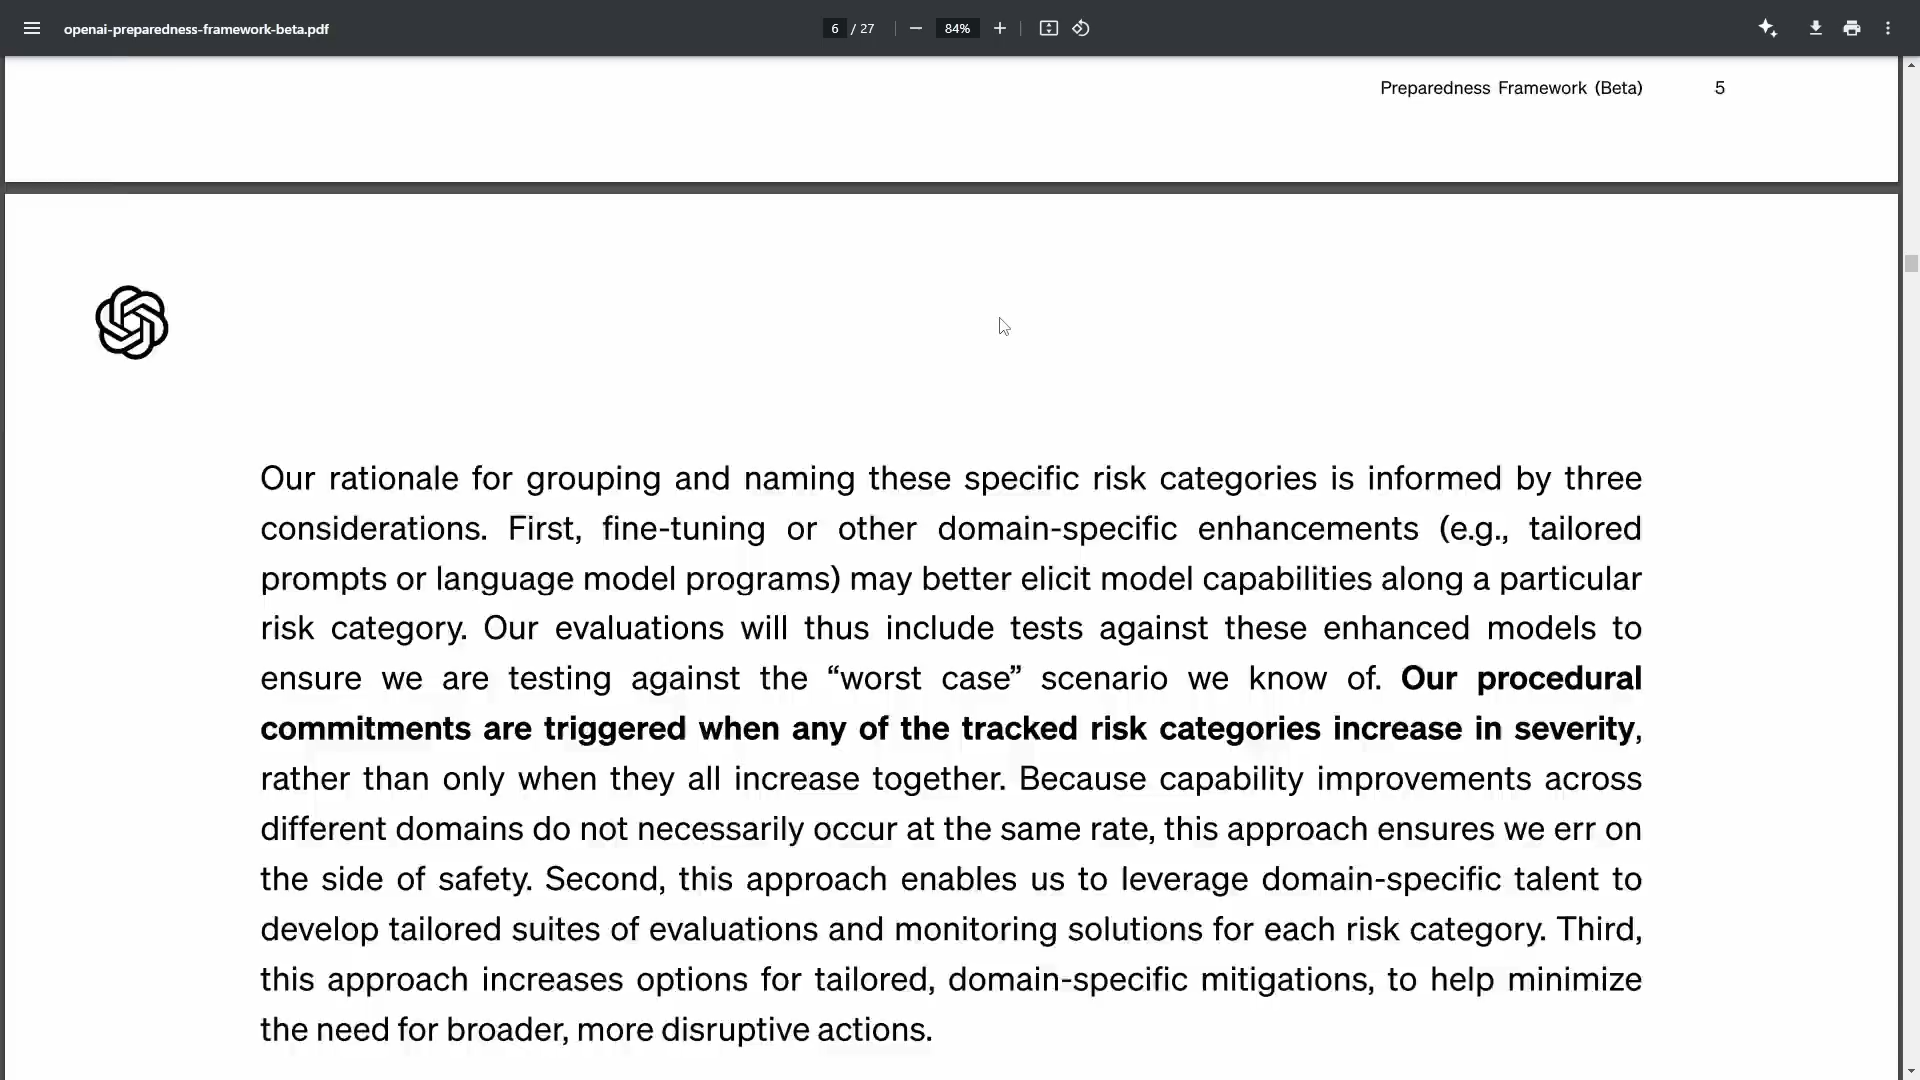 openai-preparedness-framework-beta.pdf
6 / 27
84%
Preparedness Framework (Beta) 5
Our rationale for grouping and naming these specific risk categories is informed by three
considerations. First, fine-tuning or other domain-specific enhancements (e.g., tailored
prompts or language model programs) may better elicit model capabilities along a particular
risk category. Our evaluations will thus include tests against these enhanced models to
ensure we are testing against the “worst case” scenario we know of. Our procedural
commitments are triggered when any of the tracked risk categories increase in severity,
rather than only when they all increase together. Because capability improvements across
different domains do not necessarily occur at the same rate, this approach ensures we err on
the side of safety. Second, this approach enables us to leverage domain-specific talent to
develop tailored suites of evaluations and monitoring solutions for each risk category. Third,
this approach increases options for tailored, domain-specific mitigations, to help minimize
the need for broader, more disruptive actions.